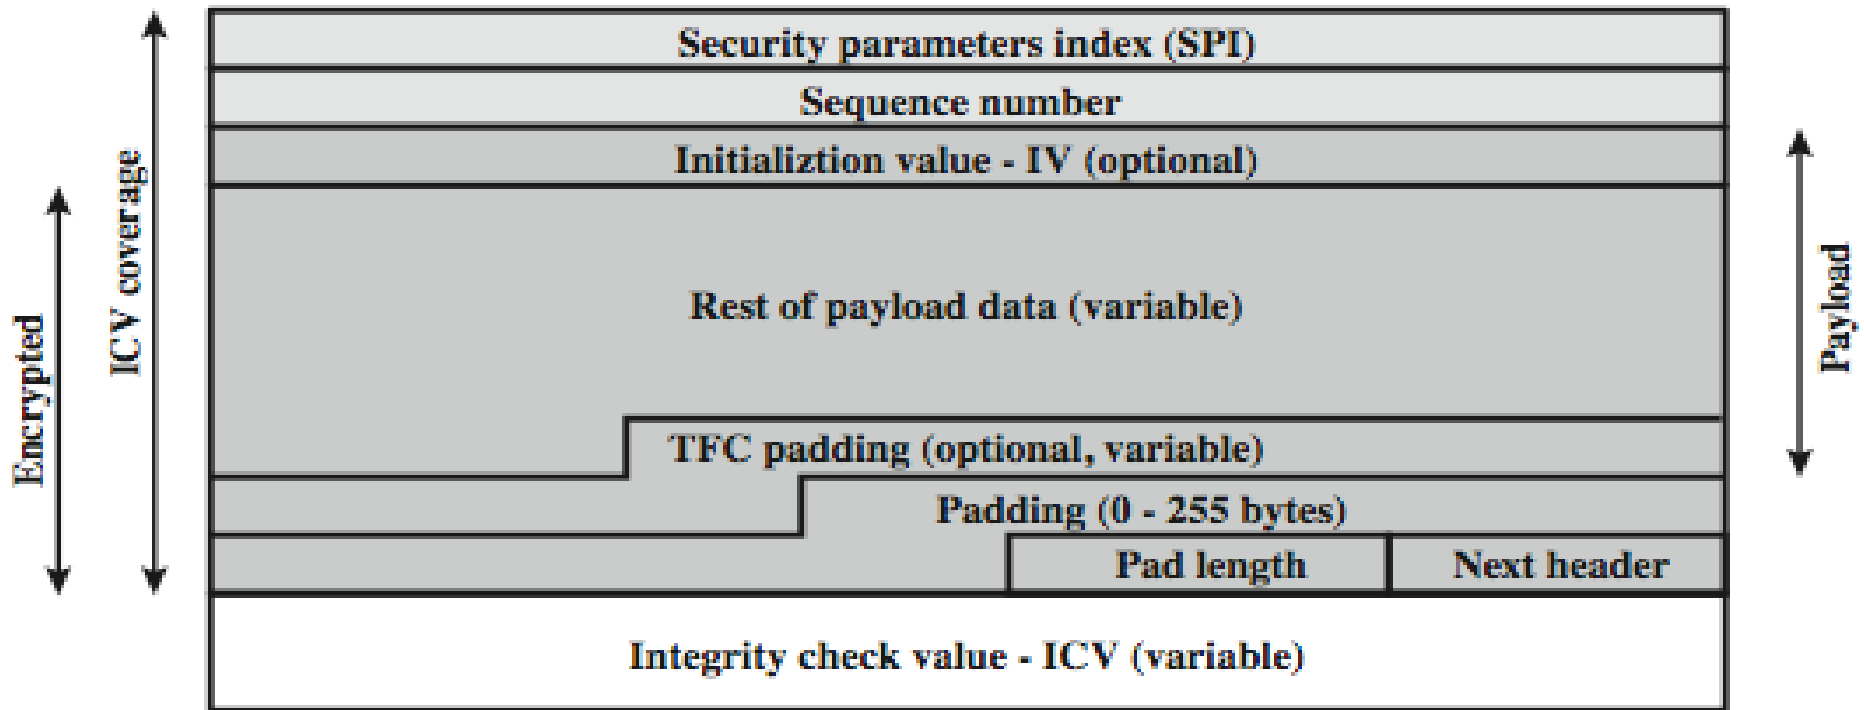 Security parameters index (SPI)
Sequence number
Initializtion value - IV (optional)
Rest of payload data (variable)
TFC padding (optional, variable)
Padding (0 - 255 bytes)
Pad length
Next header
Integrity check value - ICV (variable)
Encrypted
ICV coverage
Payload